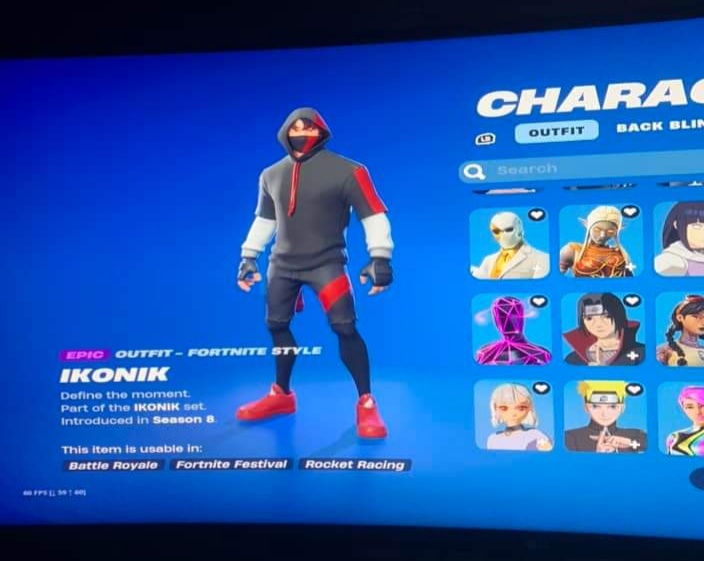 CHARAC
LB OUTFIT BACK BLIN
Search
EPIC OUTFIT - FORTNITE STYLE
IKONIK
Define the moment.
Part of the IKONIK set.
Introduced in Season 8.
This item is usable in:
Battle Royale Fortnite Festival Rocket Racing